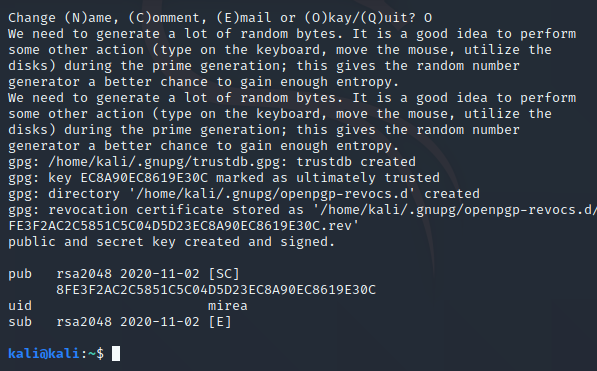 Change (N)ame, (C)omment, (E)mail or (O)kay/(Q)uit? O
We need to generate a lot of random bytes. It is a good idea to perform
some other action (type on the keyboard, move the mouse, utilize the
disks) during the prime generation; this gives the random number
generator a better chance to gain enough entropy.
We need to generate a lot of random bytes. It is a good idea to perform
some other action (type on the keyboard, move the mouse, utilize the
disks) during the prime generation; this gives the random number
generator a better chance to gain enough entropy.
gpg: /home/kali/.gnupg/trustdb.gpg: trustdb created
gpg: key EC8A90EC8619E30C marked as ultimately trusted
gpg: directory '/home/kali/.gnupg/openpgp-revocs.d' created
gpg: revocation certificate stored as '/home/kali/.gnupg/openpgp-revocs.d/
FE3F2AC2C5851C5C04D5D23EC8A90EC8619E30C.rev'
public and secret key created and signed.
pub   rsa2048 2020-11-02 [SC]
      8FE3F2AC2C5851C5C04D5D23EC8A90EC8619E30C
uid                      mirea
sub   rsa2048 2020-11-02 [E]
kali@kali:~$